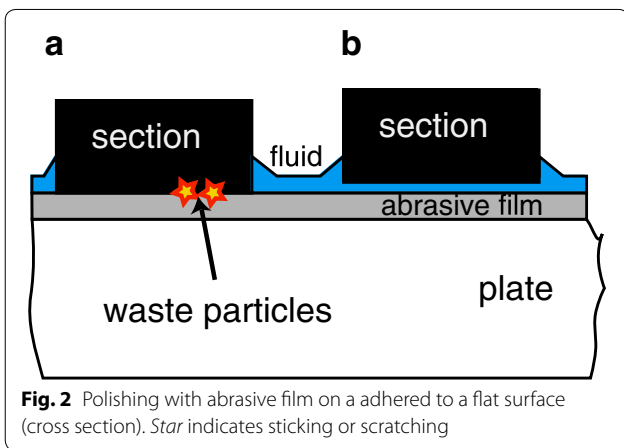 a
b
section
section
fluid
abrasive film
waste particles
plate
Fig. 2 Polishing with abrasive film on a adhered to a flat surface
(cross section). Star indicates sticking or scratching